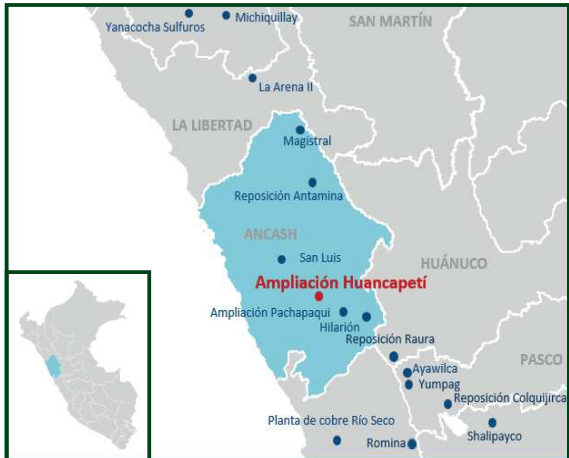 SAN MARTÍN
Michiquillay
Yanacocha Sulfuros
La Arena II
LA LIBERTAD
Magistral
Reposición Antamina
ANCASH
San Luis
HUÁNUCO
Ampliación Huancapetí
Ampliación Pachapaqui
Hilarión
Reposición Raura
PASCO
Ayawilca
Yumpag
Reposición Colquijirca
Planta de cobre Río Seco
Shalipayco
Romina